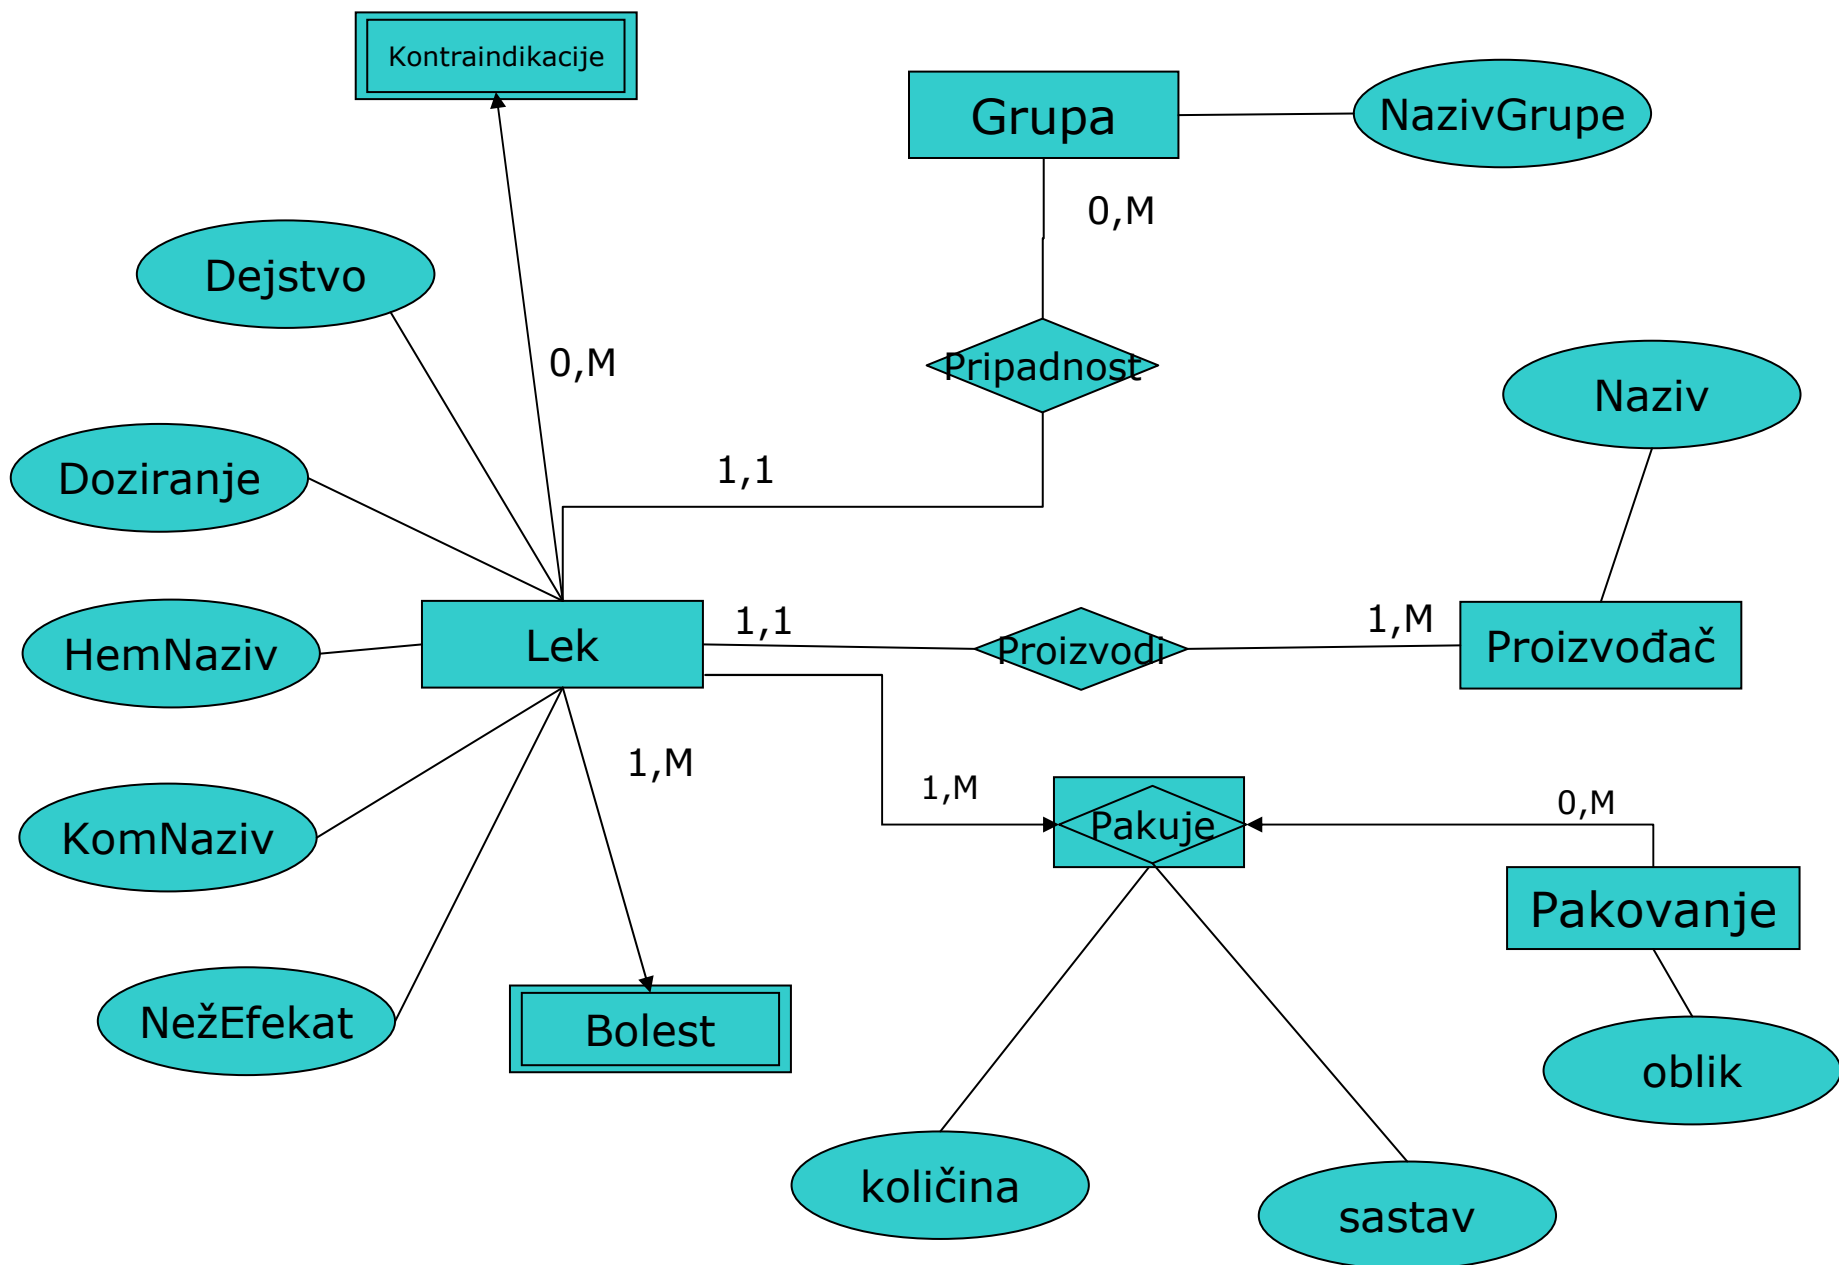 Kontraindikacije
Grupa
NazivGrupe
0,M
Dejstvo
0,M
Pripadnost
Naziv
Doziranje
1,1
HemNaziv
Lek
1,1
Proizvodi
1,M
Proizvođač
1,M
1,M
Pakuje
0,M
KomNaziv
Pakovanje
NežEfekat
Bolest
oblik
količina
sastav